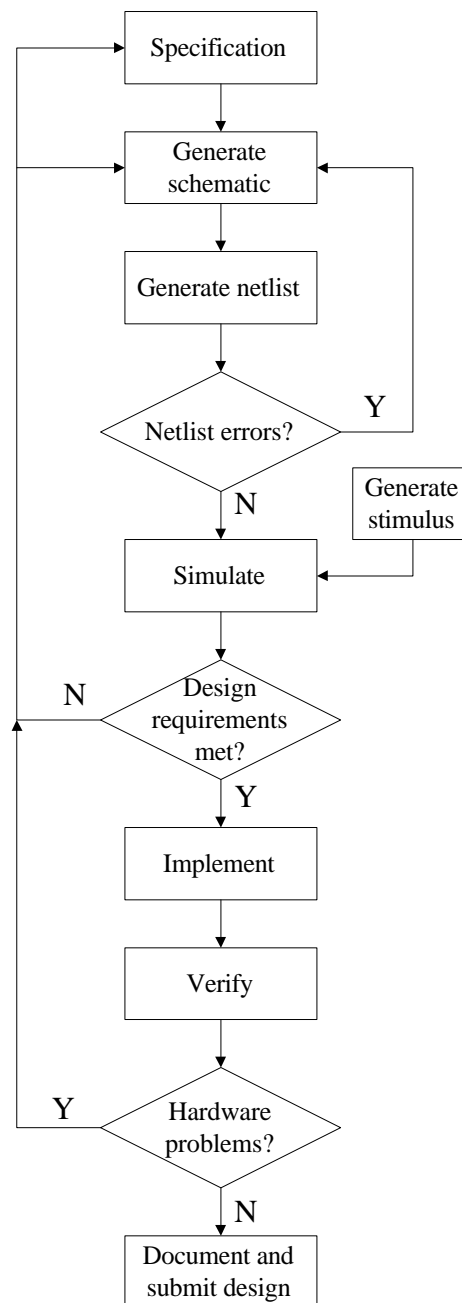 Specification
Generate
schematic
Generate netlist
Netlist errors?
Y
N
Generate
stimulus
Simulate
Design
requirements
met?
N
Y
Implement
Verify
Hardware
problems?
Y
N
Document and
submit design